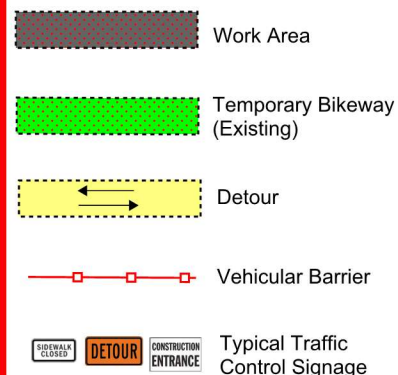 Work Area
Temporary Bikeway
(Existing)
Detour
Vehicular Barrier
SIDEWALK
CLOSED
DETOUR
CONSTRUCTION
ENTRANCE
Typical Traffic
Control Signage